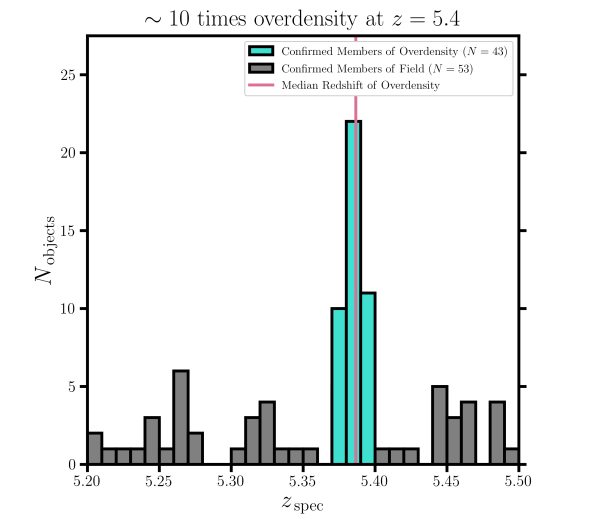 ∼ 10 times overdensity at z = 5.4
Confirmed Members of Overdensity (N = 43)
Confirmed Members of Field (N = 53)
Median Redshift of Overdensity
25
20
15
10
5
0
N objects
5.20 5.25 5.30 5.35 5.40 5.45 5.50
z spec